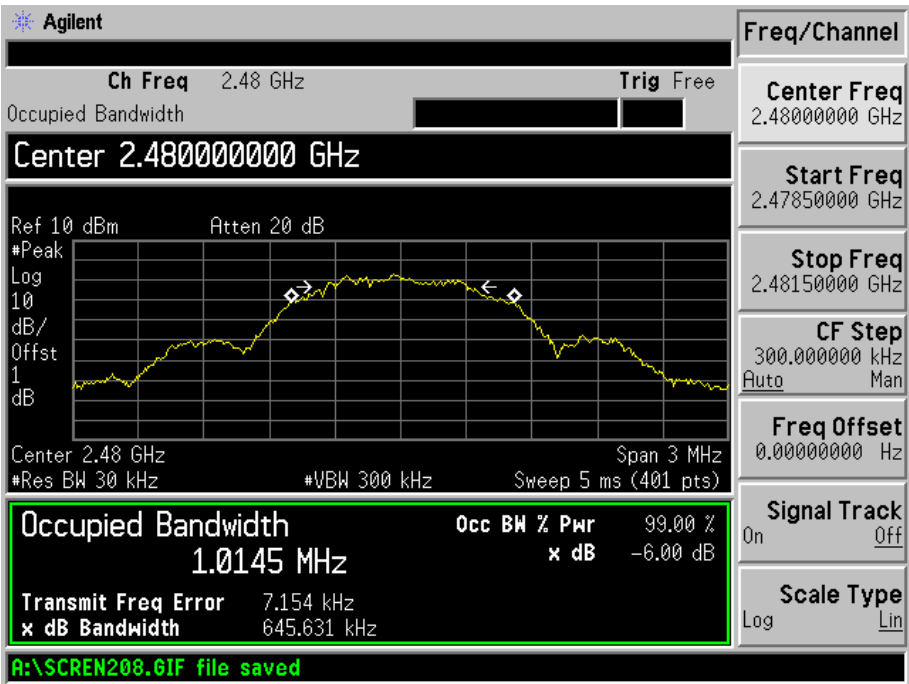 Agilent
Ch Freq 2.48 GHz Trig Free
Occupied Bandwidth
Center 2.480000000 GHz
Ref 10 dBm Atten 20 dB
#Peak
Log
10
dB/
Offst
1
dB
Center 2.48 GHz Span 3 MHz
#Res BW 30 kHz #VBW 300 kHz Sweep 5 ms (401 pts)
Occupied Bandwidth Occ BW % Pwr 99.00 %
1.0145 MHz x dB -6.00 dB
Transmit Freq Error 7.154 kHz
x dB Bandwidth 645.631 kHz
A:\SCREN208.GIF file saved
Freq/Channel
Center Freq
2.48000000 GHz
Start Freq
2.47850000 GHz
Stop Freq
2.48150000 GHz
CF Step
300.000000 kHz
Auto Man
Freq Offset
0.00000000 Hz
Signal Track
On Off
Scale Type
Log Lin